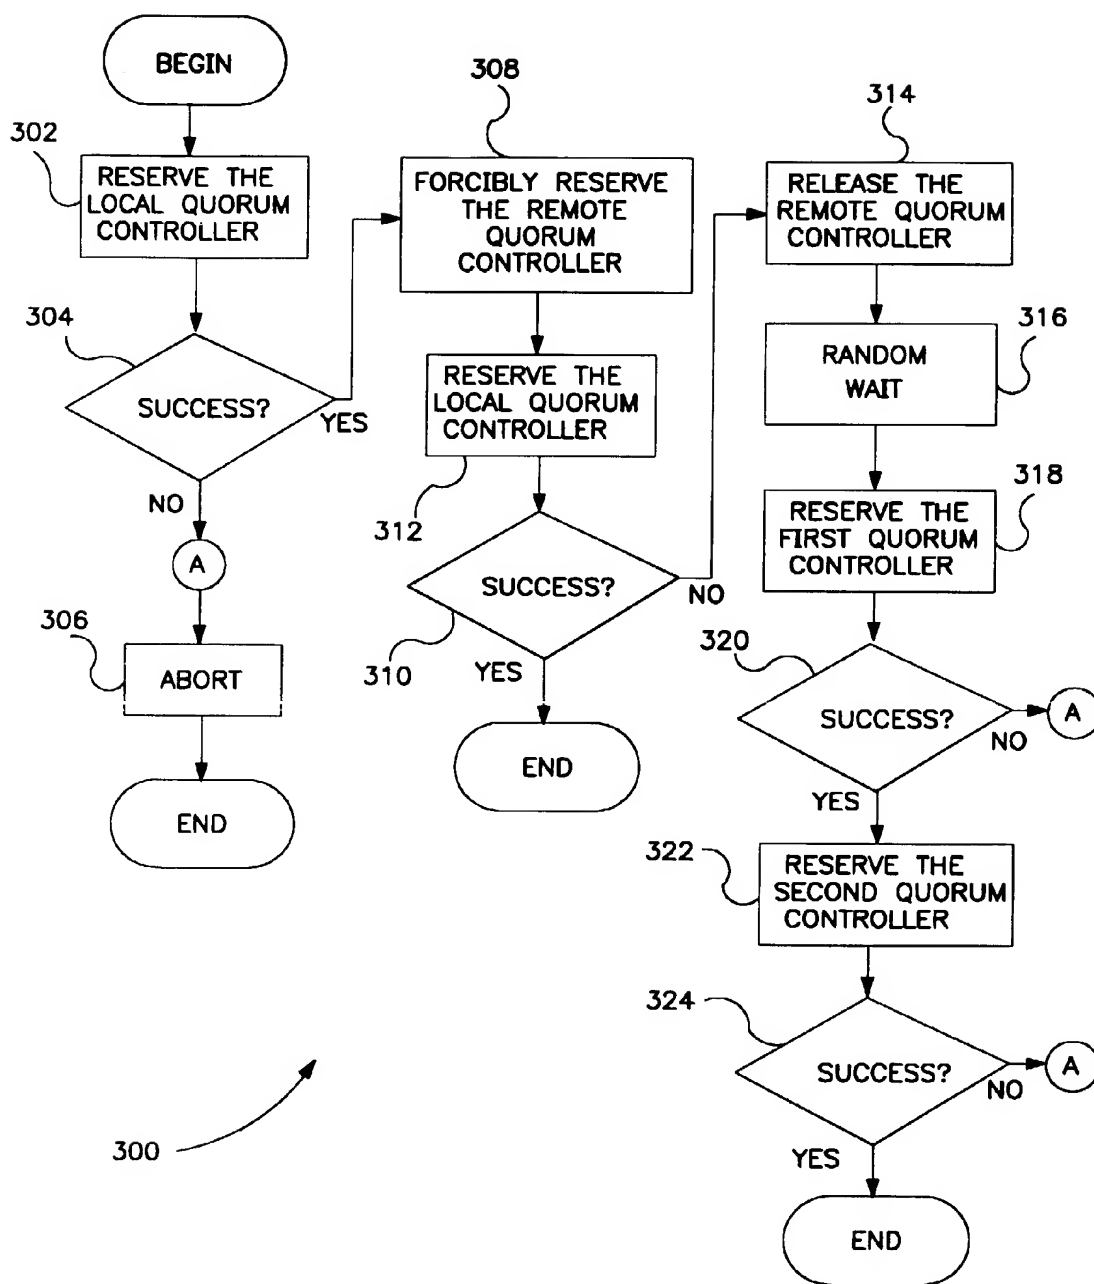 BEGIN
302
RESERVE THE
LOCAL QUORUM
CONTROLLER
304
SUCCESS?
YES
NO
A
306
ABORT
END
308
FORCIBLY RESERVE
THE REMOTE
QUORUM
CONTROLLER
RESERVE THE
LOCAL QUORUM
CONTROLLER
312
SUCCESS?
NO
310
YES
END
314
RELEASE THE
REMOTE QUORUM
CONTROLLER
316
RANDOM
WAIT
318
RESERVE THE
FIRST QUORUM
CONTROLLER
320
SUCCESS?
NO
A
YES
322
RESERVE THE
SECOND QUORUM
CONTROLLER
324
SUCCESS?
NO
A
YES
END
300